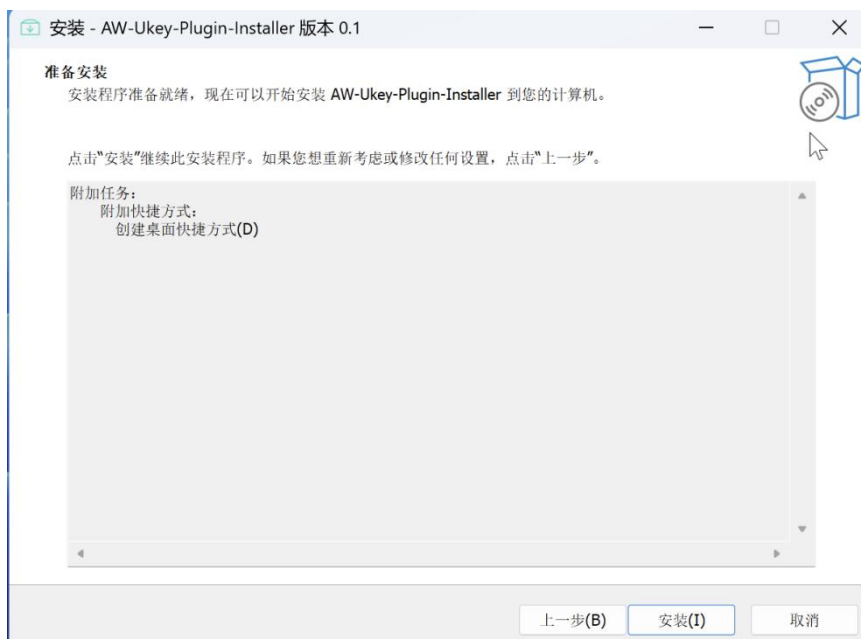 安装 - AW-Ukey-Plugin-Installer 版本 0.1
准备安装
安装程序准备就绪，现在可以开始安装 AW-Ukey-Plugin-Installer 到您的计算机。
点击“安装”继续此安装程序。如果您想重新考虑或修改任何设置，点击“上一步”。
附加任务:
附加快捷方式:
创建桌面快捷方式(D)
上一步(B) 安装(I) 取消